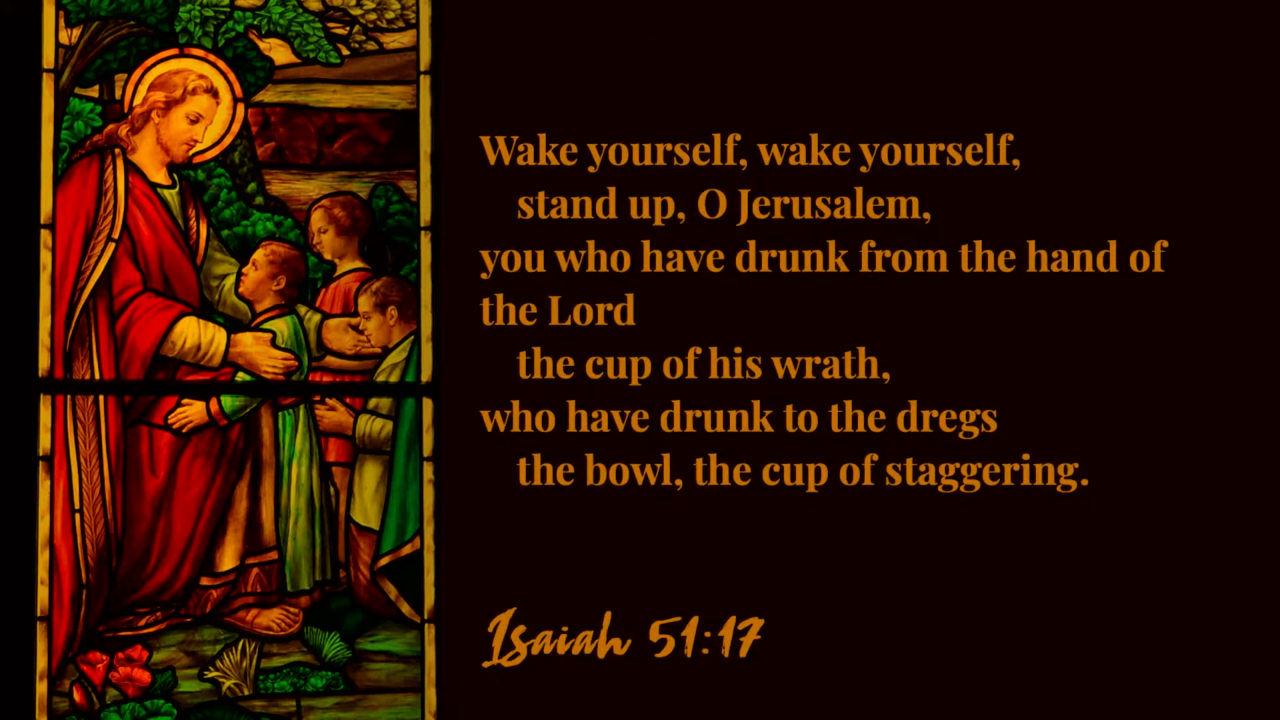 Wake yourself, wake yourself,
stand up, O Jerusalem,
you who have drunk from the hand of
the Lord
the cup of his wrath,
who have drunk to the dregs
the bowl, the cup of staggering.
Isaiah 51:17